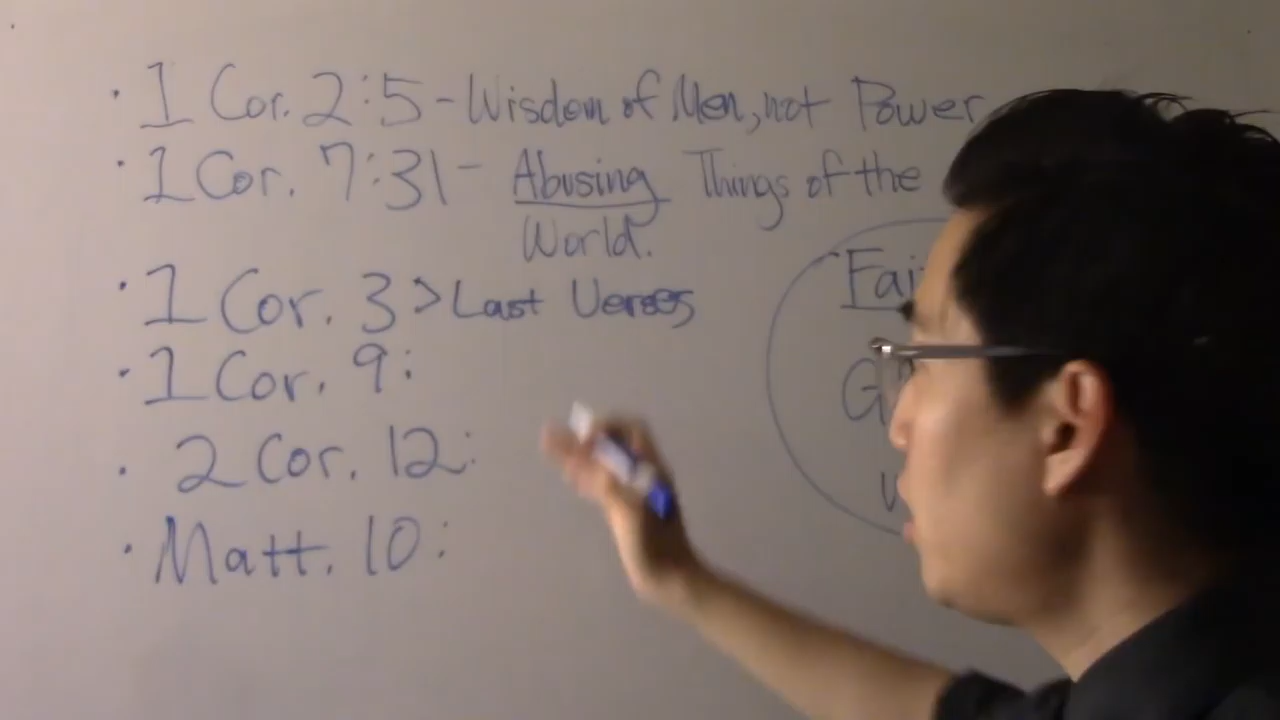 · 1 Cor. 2:5 - Wisdom of Men, not Power
· 1 Cor. 7:31 - Abusing Things of the
World.
· 1 Cor. 3 > Last Verses
· 1 Cor. 9:
· 2 Cor. 12:
· Matt. 10: